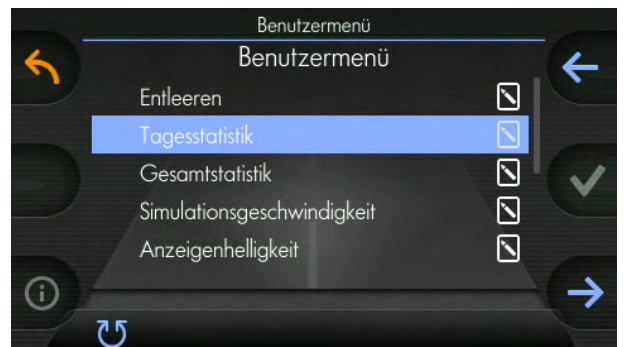 Benutzermenü
Benutzermenü
Entleeren
Tagesstatistik
Gesamtstatistik
Simulationsgeschwindigkeit
Anzeigenhelligkeit